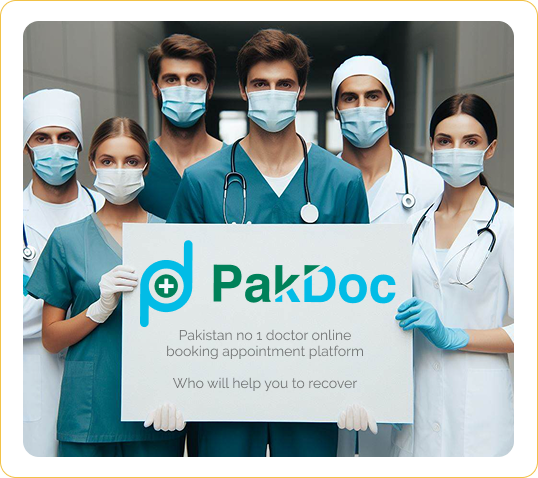 PakDoc
Pakistan no 1 doctor online
booking appointment platform
Who will help you to recover